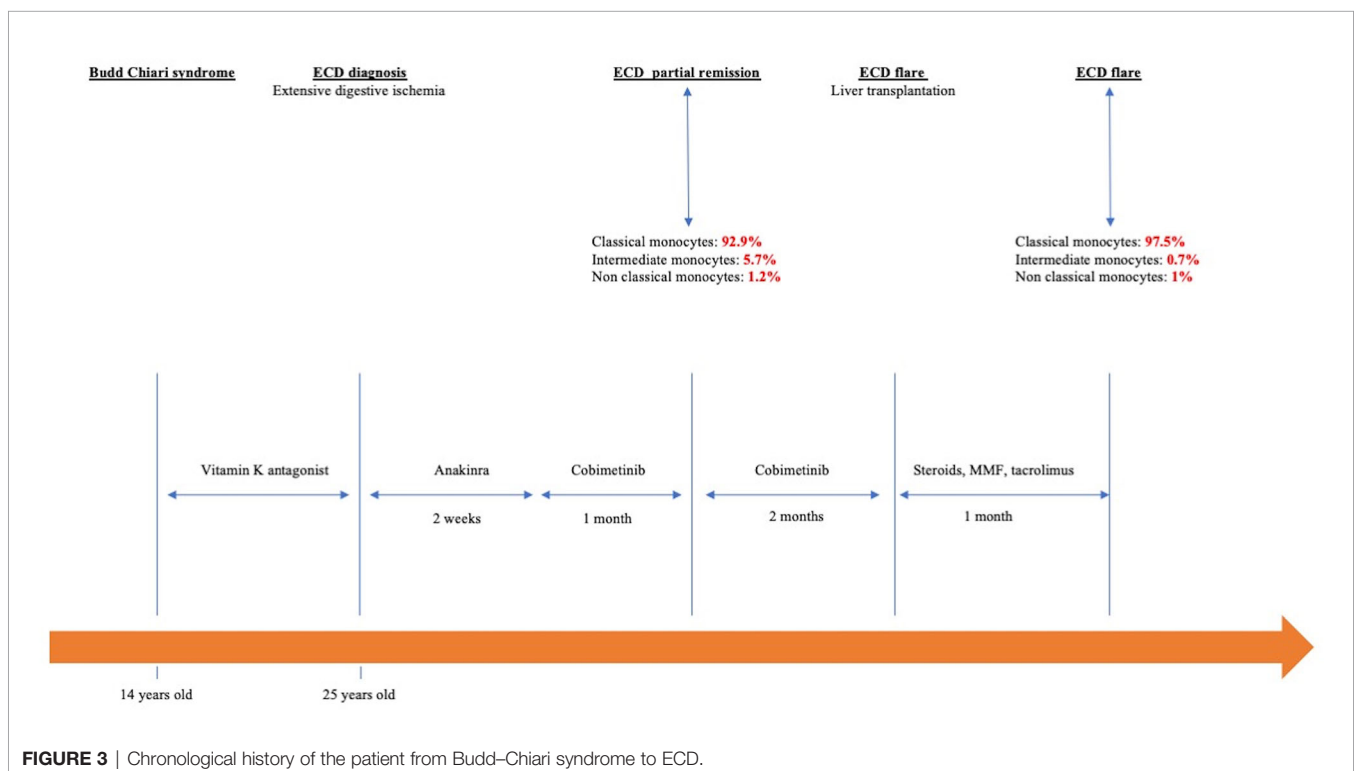 Budd Chiari syndrome
ECD diagnosis
Extensive digestive ischemia
ECD partial remission
ECD flare
Liver transplantation
ECD flare
Classical monocytes: 92.9%
Intermediate monocytes: 5.7%
Non classical monocytes: 1.2%
Classical monocytes: 97.5%
Intermediate monocytes: 0.7%
Non classical monocytes: 1%
Vitamin K antagonist
Anakinra
2 weeks
Cobimetinib
1 month
Cobimetinib
2 months
Steroids, MMF, tacrolimus
1 month
14 years old
25 years old
FIGURE 3 | Chronological history of the patient from Budd–Chiari syndrome to ECD.